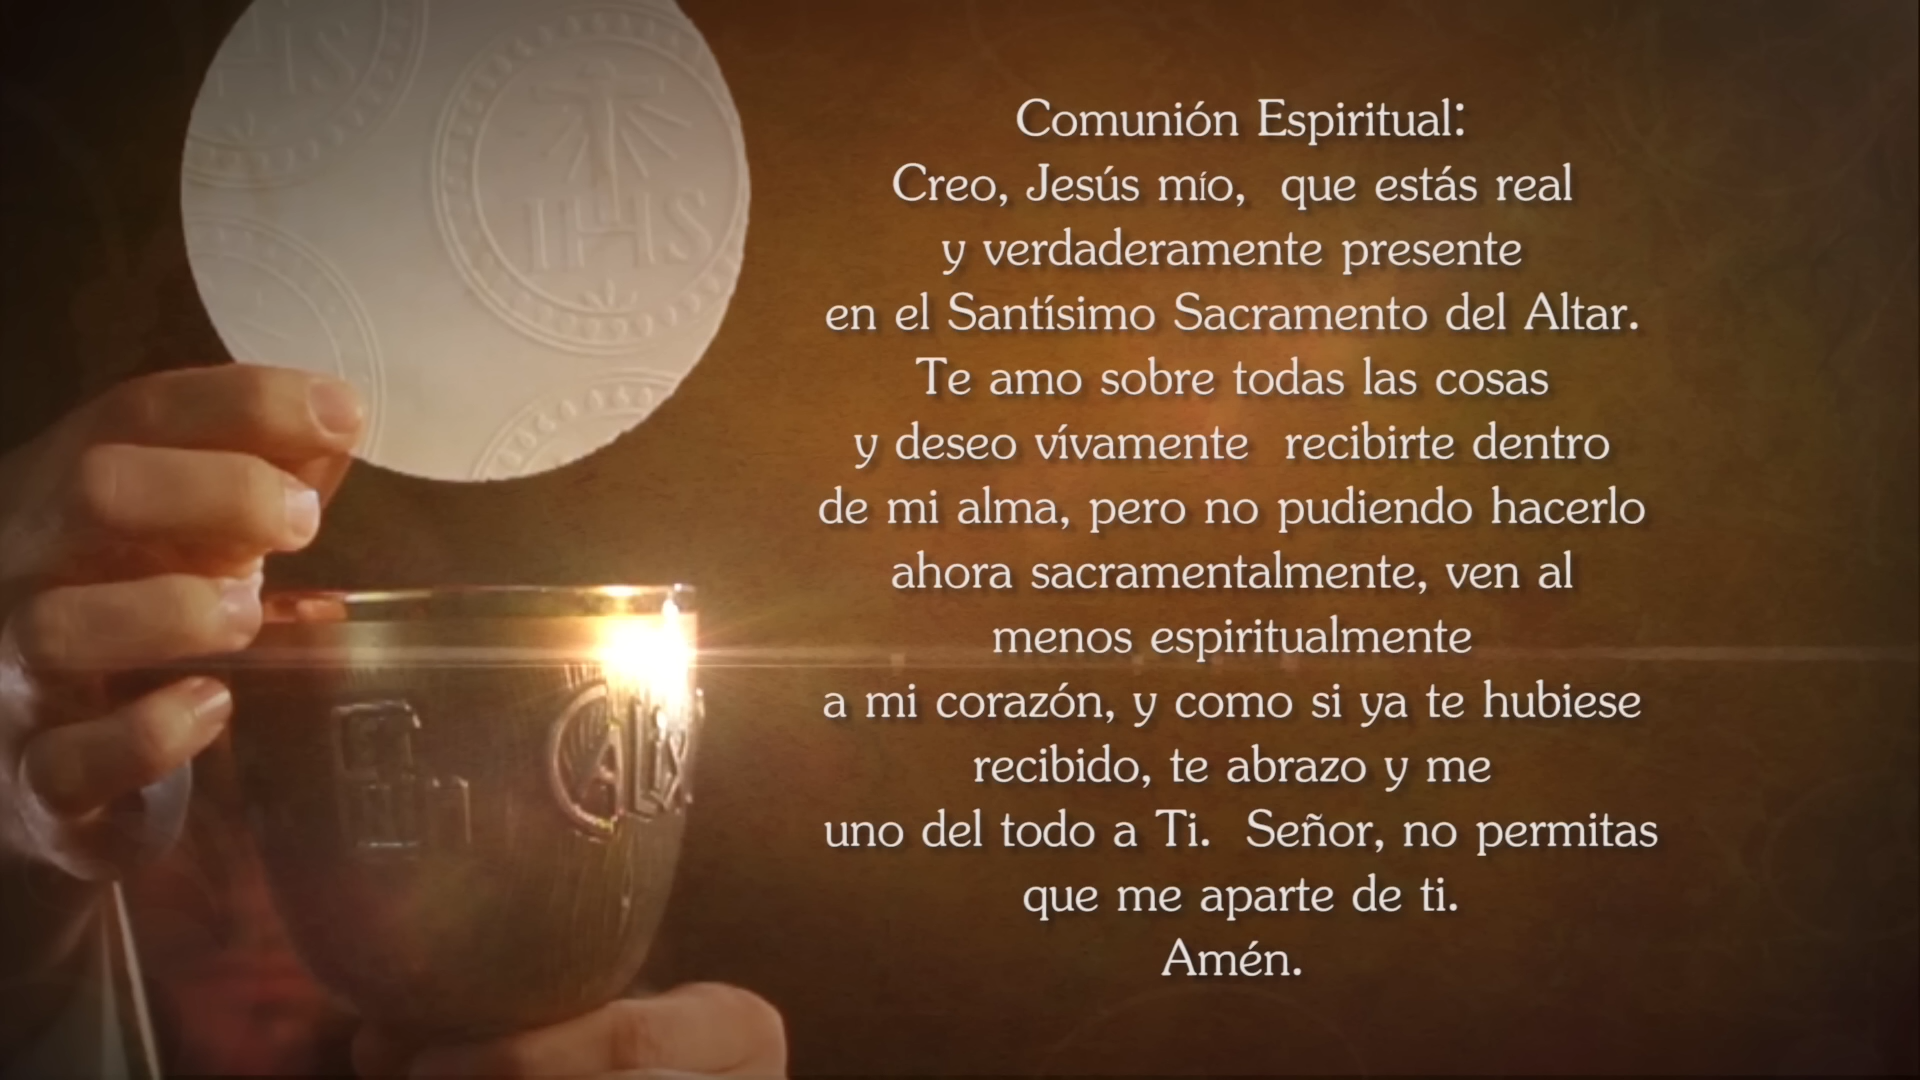 IHS
Comunión Espiritual:
Creo, Jesús mío, que estás real
y verdaderamente presente
en el Santísimo Sacramento del Altar.
Te amo sobre todas las cosas
y deseo vívamente recibirte dentro
de mi alma, pero no pudiendo hacerlo
ahora sacramentalmente, ven al
menos espiritualmente
a mi corazón, y como si ya te hubiese
recibido, te abrazo y me
uno del todo a Ti. Señor, no permitas
que me aparte de ti.
Amén.
CALIX